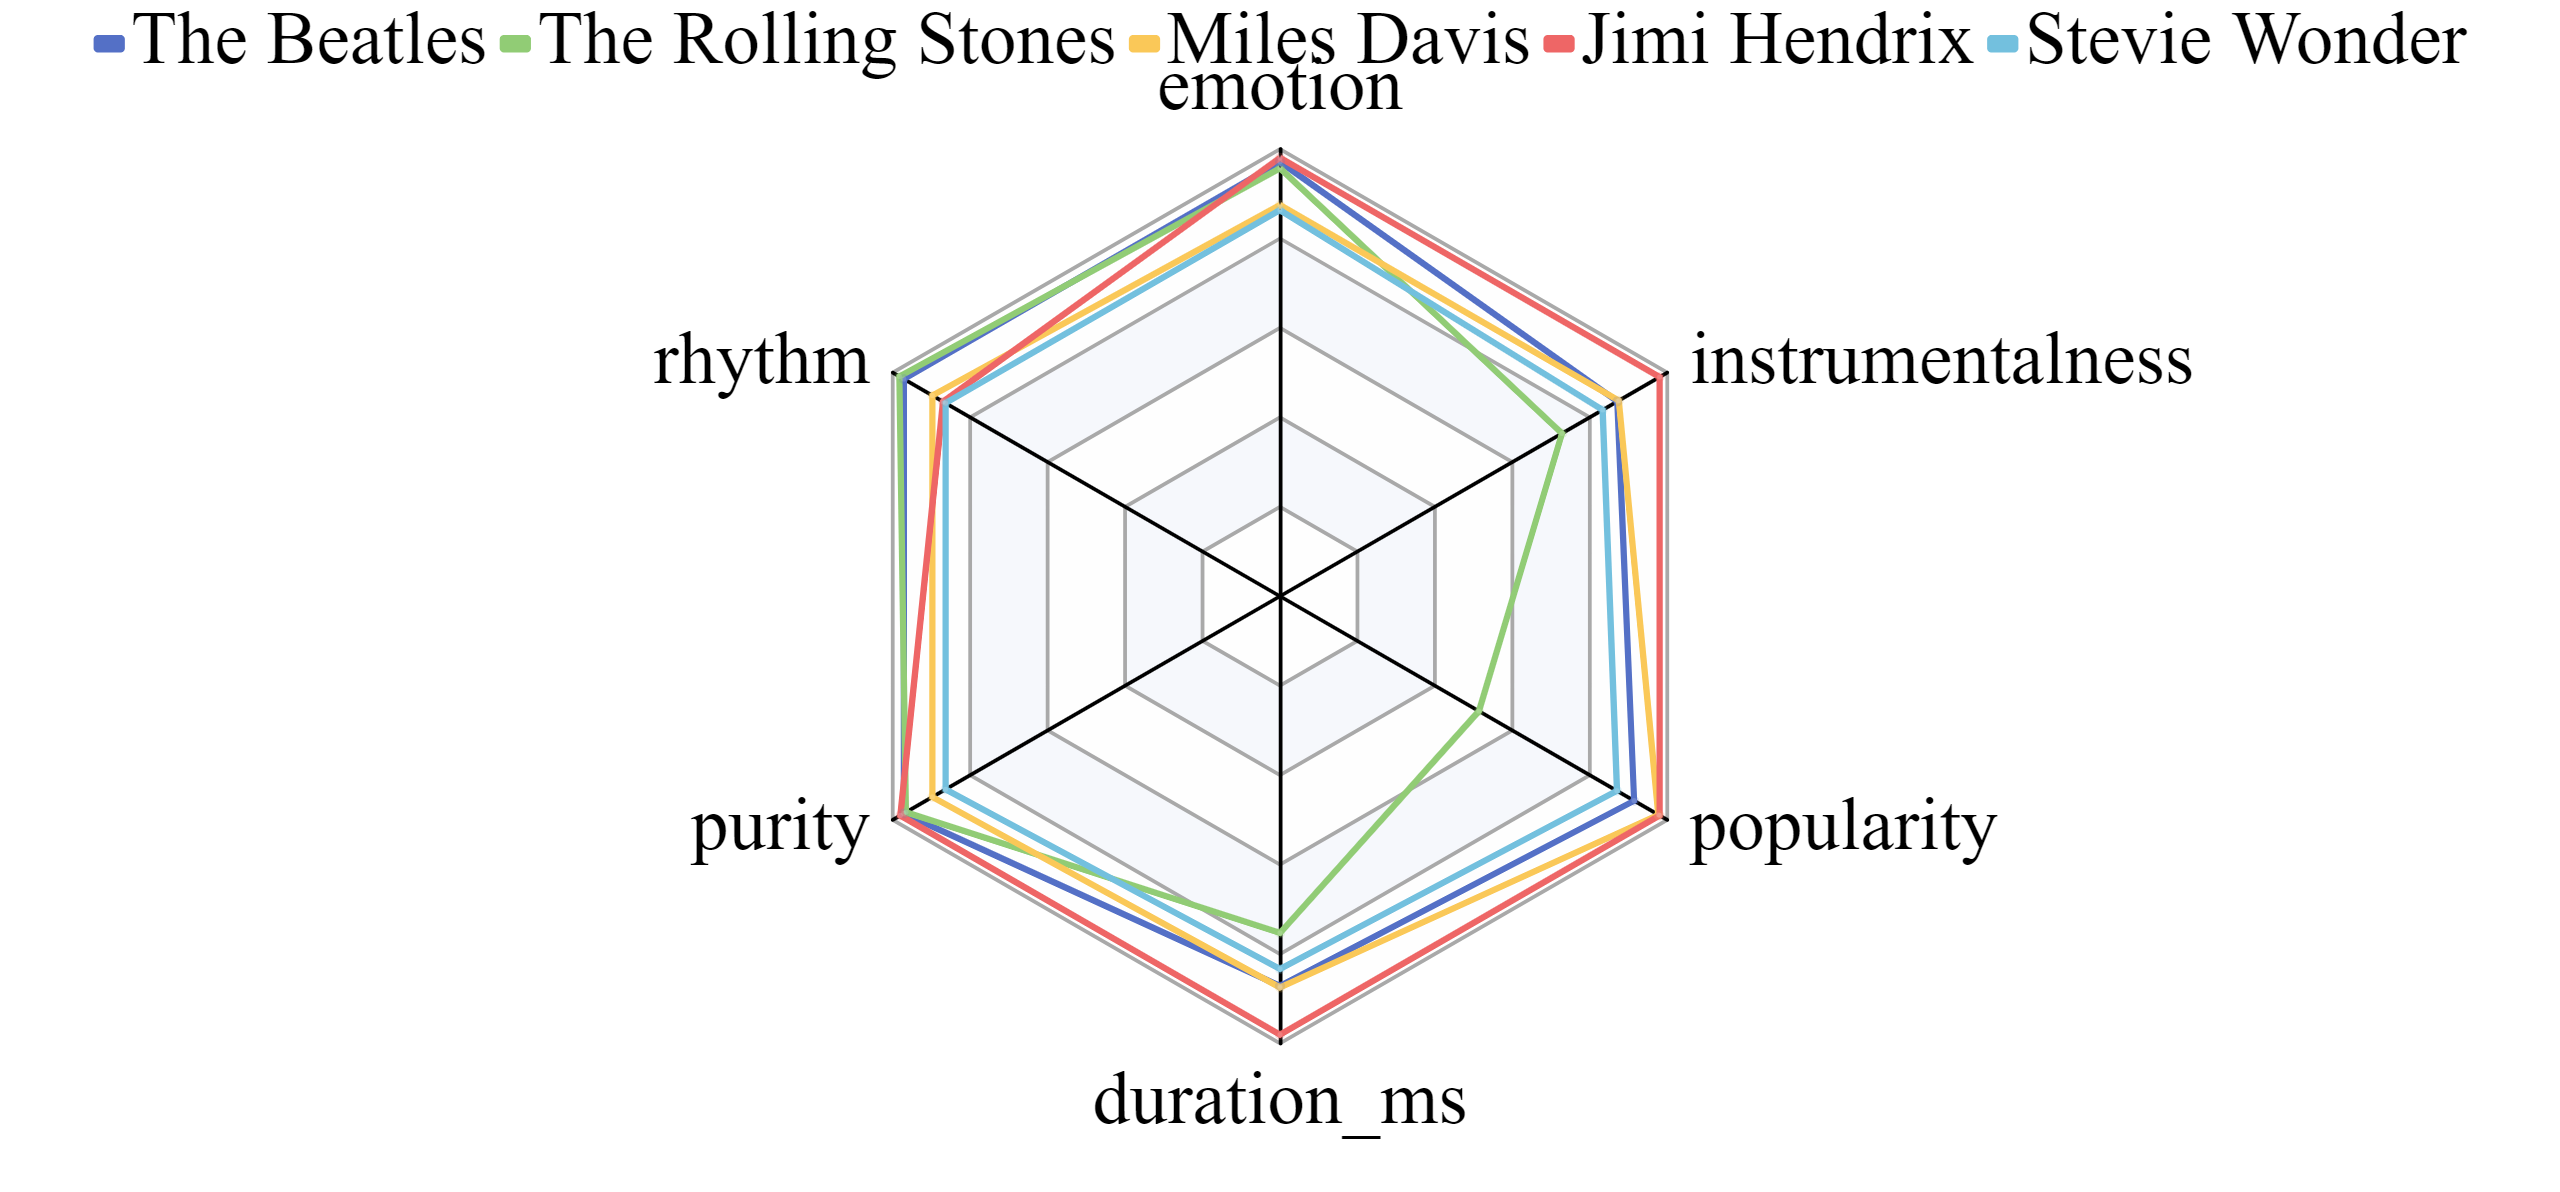 The Beatles The Rolling Stones Miles Davis Jimi Hendrix Stevie Wonder
emotion
rhythm
instrumentalness
purity
popularity
duration_ms